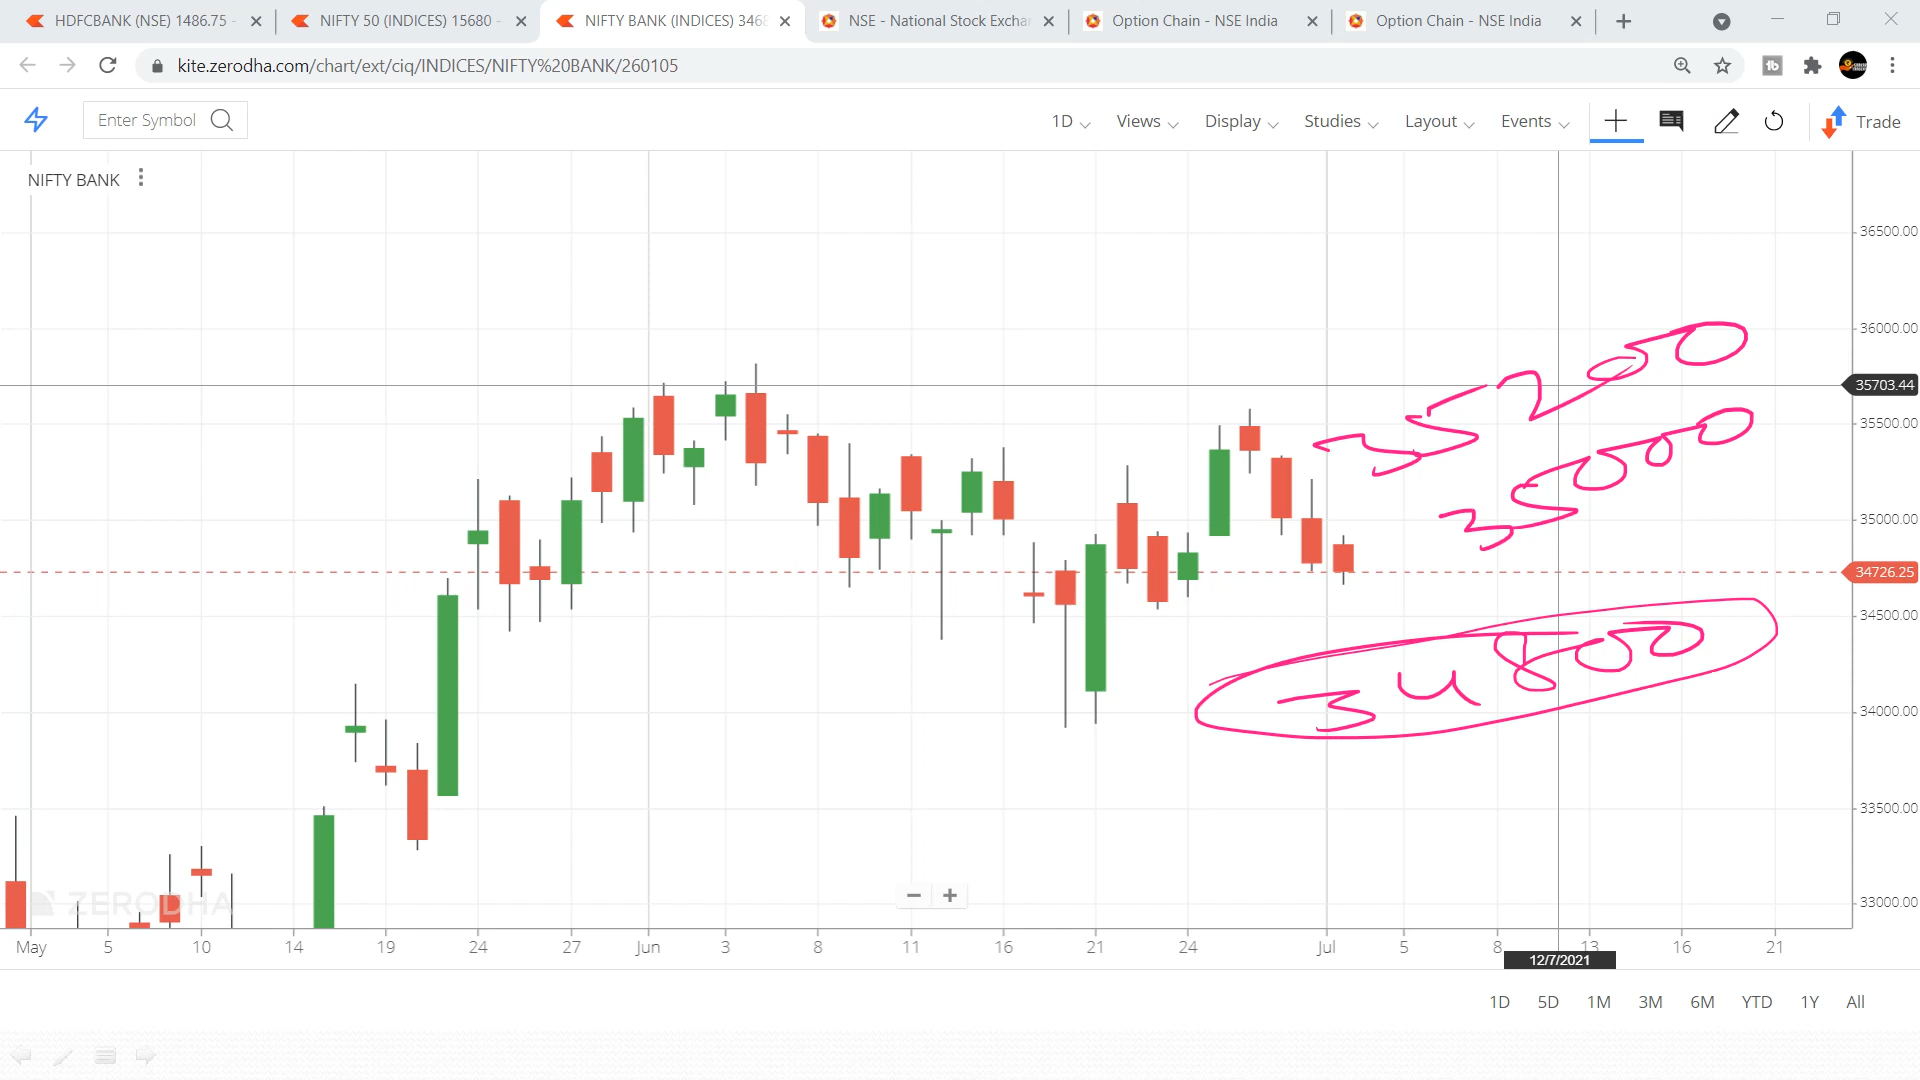 HDFCBANK (NSE) 1486.75 - NIFTY 50 (INDICES) 15680 - NIFTY BANK (INDICES) 3468 NSE - National Stock Exchan Option Chain - NSE India Option Chain - NSE India
kite.zerodha.com/chart/ext/ciq/INDICES/NIFTY%20BANK/260105
Enter Symbol 1D Views Display Studies Layout Events Trade
NIFTY BANK
36500.00
36000.00
35703.44
35500.00
35200
35000
35000.00
34726.25
34500.00
34800
34000.00
33500.00
33000.00
ZERODHA
May 5 10 14 19 24 27 Jun 3 8 11 16 21 24 Jul 5 8 13 16 21
12/7/2021
1D 5D 1M 3M 6M YTD 1Y All